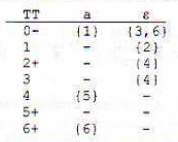 TT a ε
0- {1} {3,6}
1 - {2}
2+ - {4}
3 - {4}
4 {5} -
5+ - -
6+ {6} -